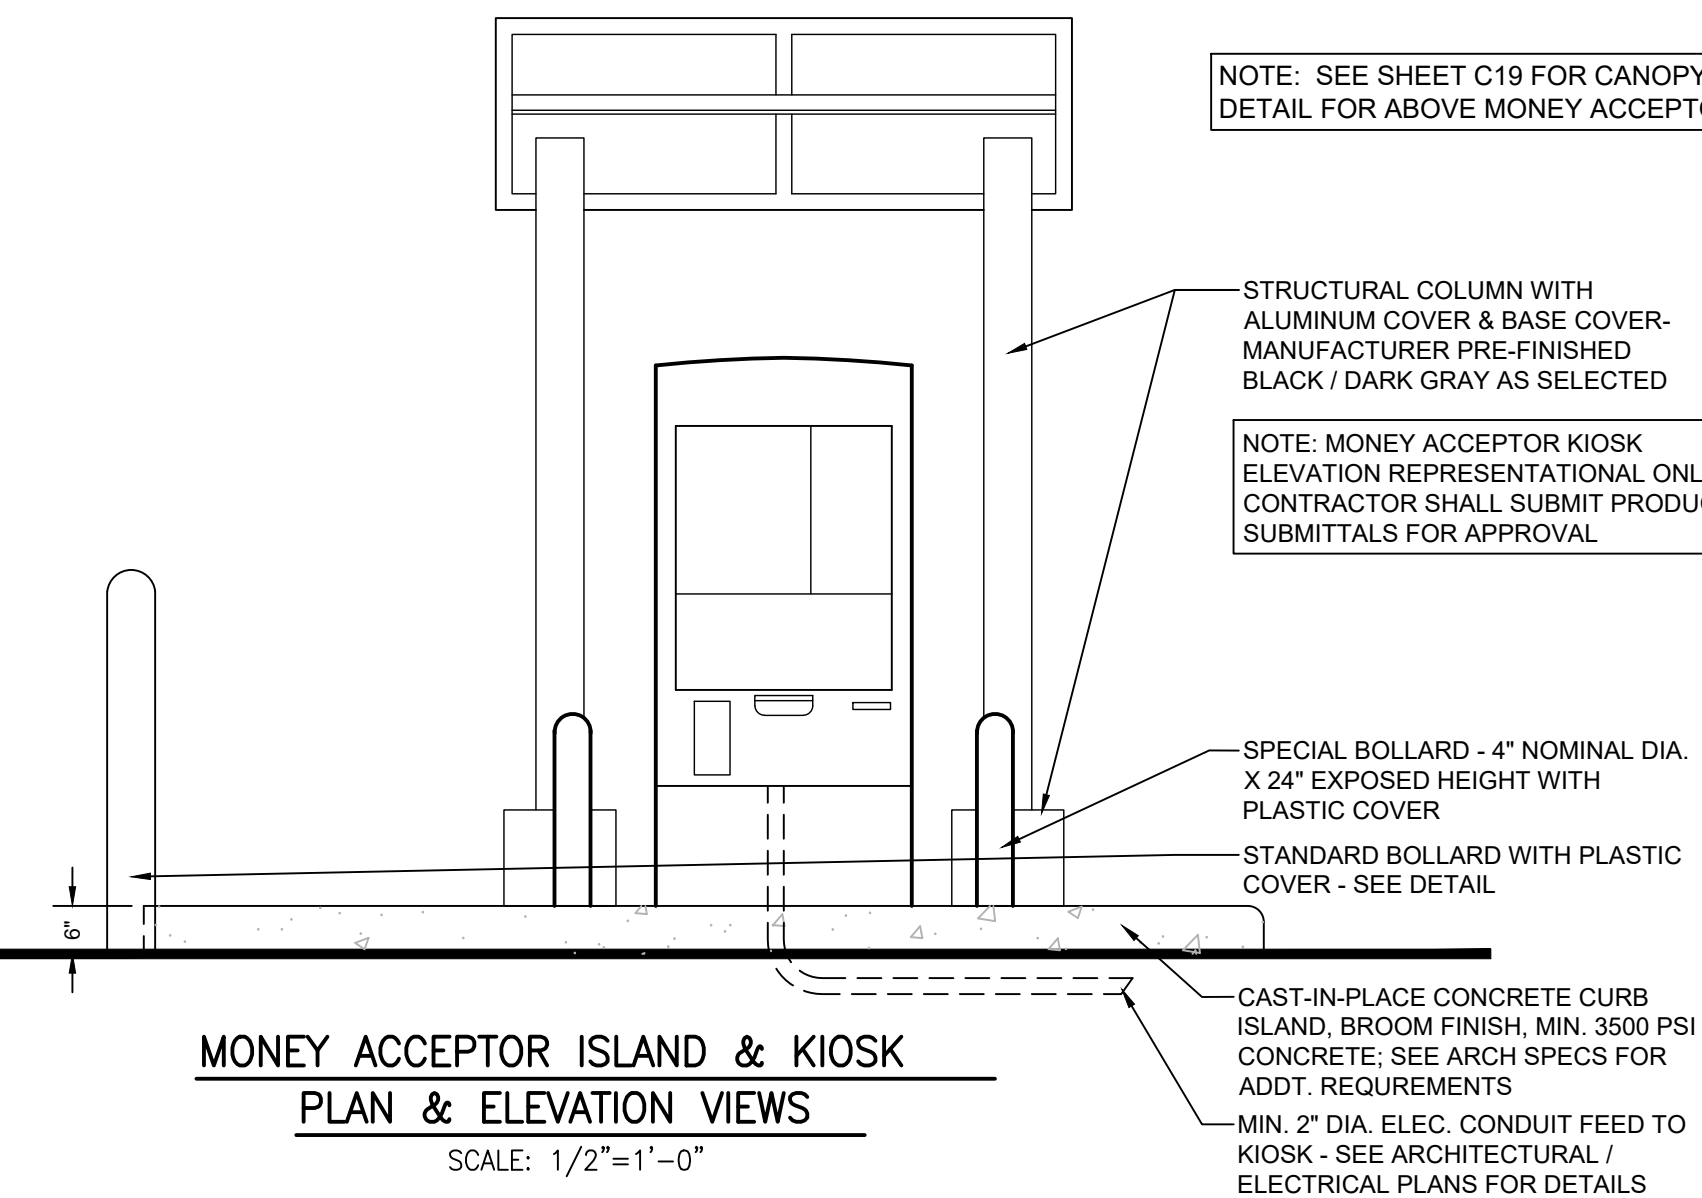 NOTE: SEE SHEET C19 FOR CANOPY
DETAIL FOR ABOVE MONEY
STRUCTURAL COLUMN WITH
ALUMINUM COVER & BASE COVER-
MANUFACTURER PRE-FINISHED
BLACK / DARK GRAY AS SELECTED
NOTE: MONEY ACCEPTOR KIOSK
ELEVATION REPRESENTATIONAL
CONTRACTOR SHALL SUBMIT
SUBMITTALS FOR APPROVAL
SPECIAL BOLLARD - 4" NOMINAL DIA.
X 24" EXPOSED HEIGHT WITH
PLASTIC COVER
STANDARD BOLLARD WITH PLASTIC
COVER - SEE DETAIL
6"
CAST-IN-PLACE CONCRETE CURB
ISLAND, BROOM FINISH, MIN. 3500 PSI
CONCRETE; SEE ARCH SPECS FOR
ADDT. REQUREMENTS
MIN. 2" DIA. ELEC. CONDUIT FEED TO
KIOSK - SEE ARCHITECTURAL /
ELECTRICAL PLANS FOR DETAILS
MONEY ACCEPTOR ISLAND & KIOSK
PLAN & ELEVATION VIEWS
SCALE: 1/2"=1'-0"